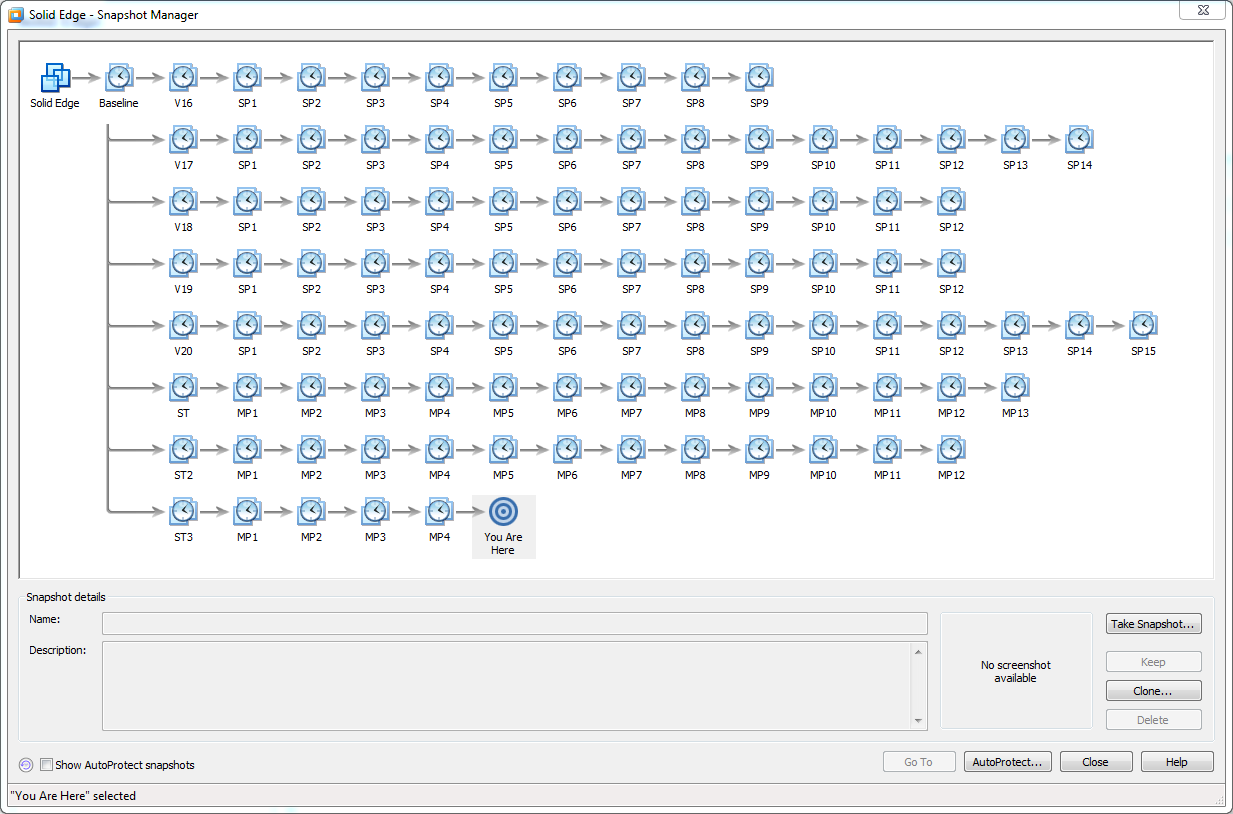 Solid Edge - Snapshot Manager
Solid Edge Baseline V16 SP1 SP2 SP3 SP4 SP5 SP6 SP7 SP8 SP9
V17 SP1 SP2 SP3 SP4 SP5 SP6 SP7 SP8 SP9 SP10 SP11 SP12 SP13 SP14
V18 SP1 SP2 SP3 SP4 SP5 SP6 SP7 SP8 SP9 SP10 SP11 SP12
V19 SP1 SP2 SP3 SP4 SP5 SP6 SP7 SP8 SP9 SP10 SP11 SP12
V20 SP1 SP2 SP3 SP4 SP5 SP6 SP7 SP8 SP9 SP10 SP11 SP12 SP13 SP14 SP15
ST MP1 MP2 MP3 MP4 MP5 MP6 MP7 MP8 MP9 MP10 MP11 MP12 MP13
ST2 MP1 MP2 MP3 MP4 MP5 MP6 MP7 MP8 MP9 MP10 MP11 MP12
ST3 MP1 MP2 MP3 MP4 You Are
Here
Snapshot details
Name:
Description:
No screenshot
available
Take Snapshot...
Keep
Clone...
Delete
Show AutoProtect snapshots
Go To AutoProtect... Close Help
"You Are Here" selected